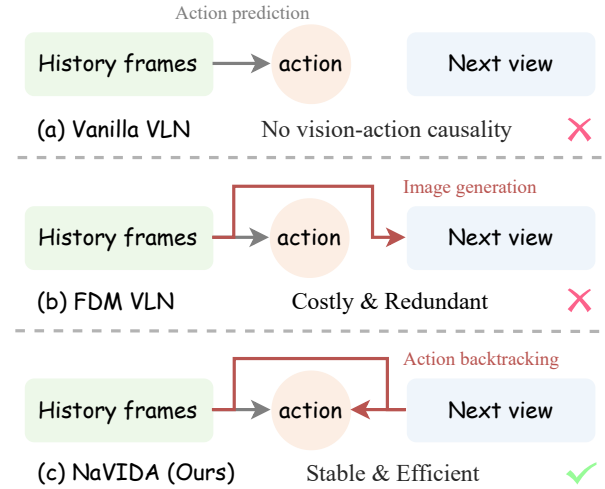 Action prediction
History frames action Next view
(a) Vanilla VLN No vision-action causality
Image generation
History frames action Next view
(b) FDM VLN Costly & Redundant
Action backtracking
History frames action Next view
(c) NaVIDA (Ours) Stable & Efficient